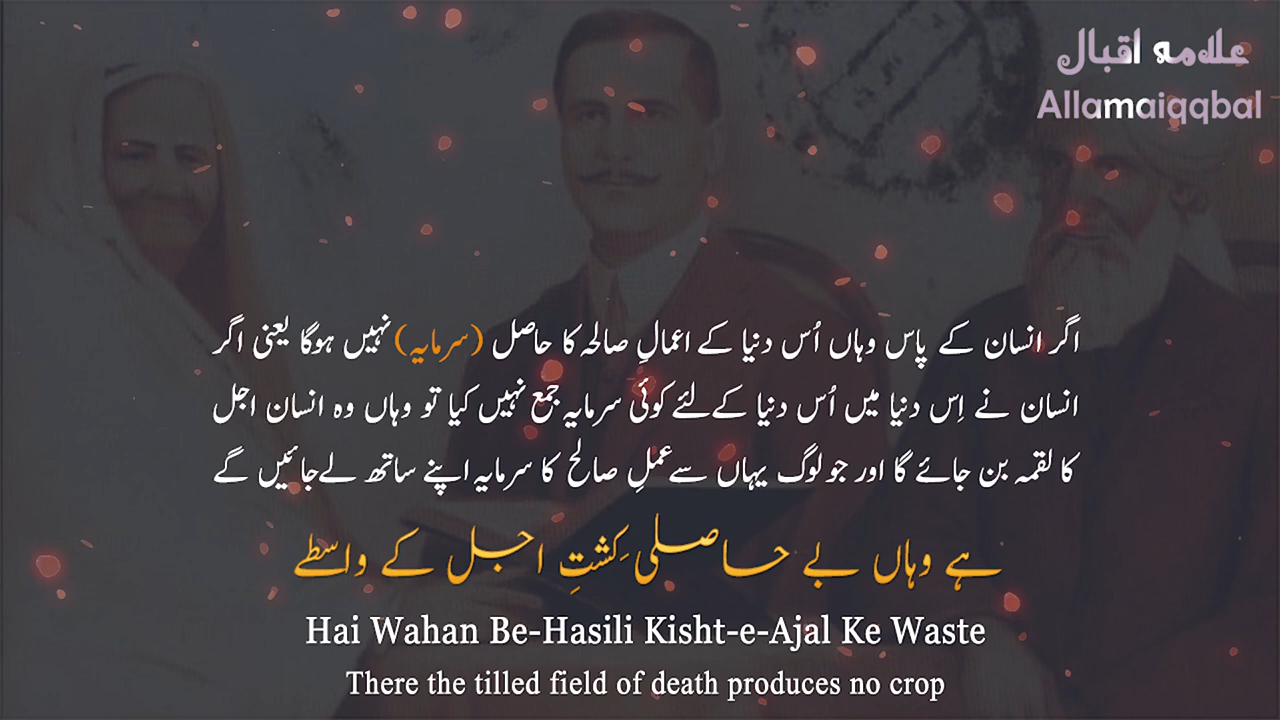 علامہ اقبال
Allamaiqqbal
اگر انسان کے پاس وہاں اُس دنیا کے اعمالِ صالحہ کا حاصل (سرمایہ) نہیں ہوگا یعنی اگر
انسان نے اِس دنیا میں اُس دنیا کے لئے کوئی سرمایہ جمع نہیں کیا تو وہاں وہ انسان اجل
کا لقمہ بن جائے گا اور جو لوگ یہاں سے عملِ صالح کا سرمایہ اپنے ساتھ لے جائیں گے
ہے وہاں بے حاصلی کِشتِ اجل کے واسطے
Hai Wahan Be-Hasili Kisht-e-Ajal Ke Waste
There the tilled field of death produces no crop